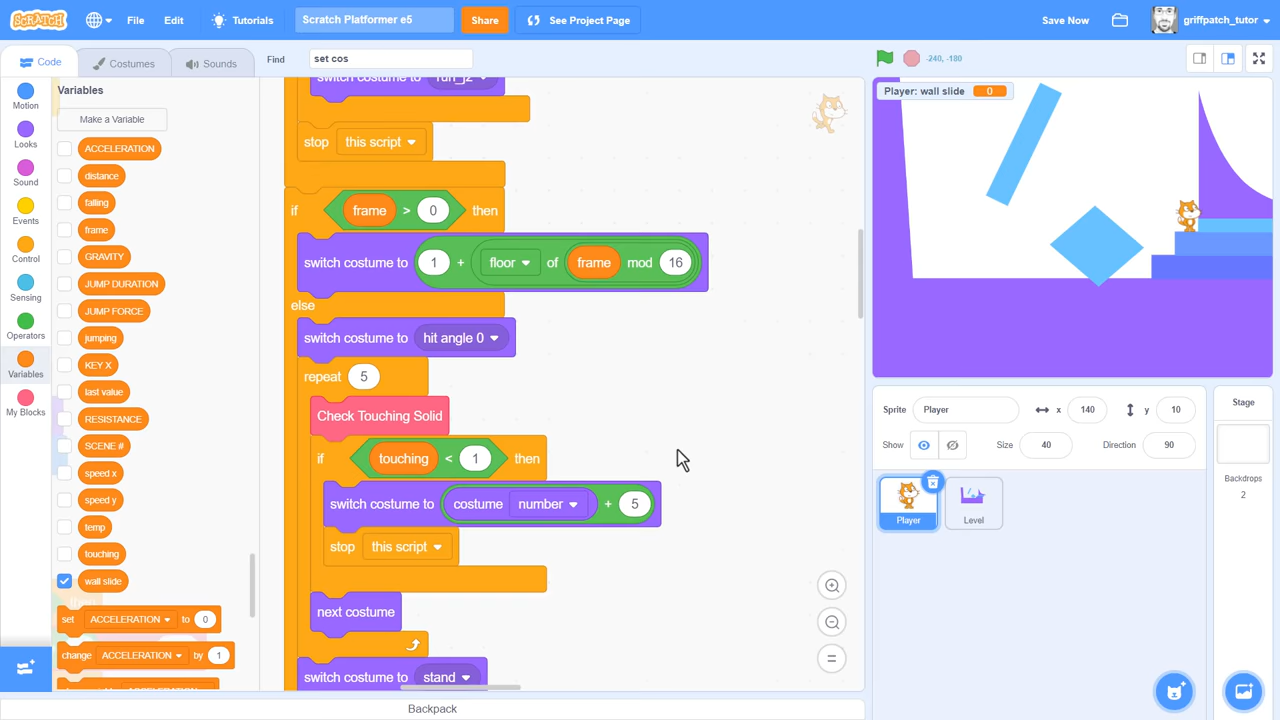 SCRATCH
File
Edit
Tutorials
Scratch Platformer e5
Share
See Project Page
Save Now
griffpatch_tutor
Code
Costumes
Sounds
Find
set cos
-240, -180
Motion
Looks
Sound
Events
Control
Sensing
Operators
Variables
My Blocks
Variables
Make a Variable
ACCELERATION
distance
falling
frame
GRAVITY
JUMP DURATION
JUMP FORCE
jumping
KEY X
last value
RESISTANCE
SCENE #
speed x
speed y
temp
touching
wall slide
set ACCELERATION to 0
change ACCELERATION by 1
switch costume to run_j2
stop this script
if frame > 0 then
switch costume to 1 + floor of frame mod 16
else
switch costume to hit angle 0
repeat 5
Check Touching Solid
if touching < 1 then
switch costume to costume number + 5
stop this script
next costume
switch costume to stand
Backpack
Player: wall slide 0
Sprite Player x 140 y 10
Show Size 40 Direction 90
Player
Level
Stage
Backdrops
2